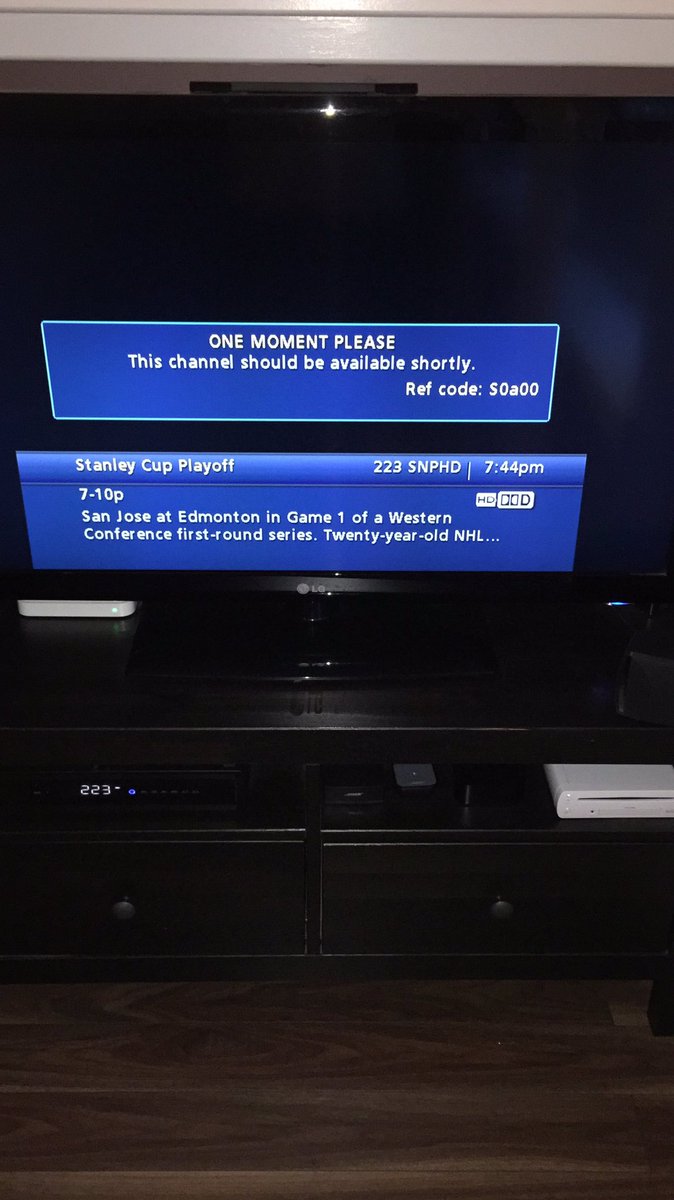 ONE MOMENT PLEASE
This channel should be available shortly.
Ref code: S0a00
Stanley Cup Playoff 223 SNPHD | 7:44pm
7-10p HD
San Jose at Edmonton in Game 1 of a Western
Conference first-round series. Twenty-year-old NHL...
LG
223